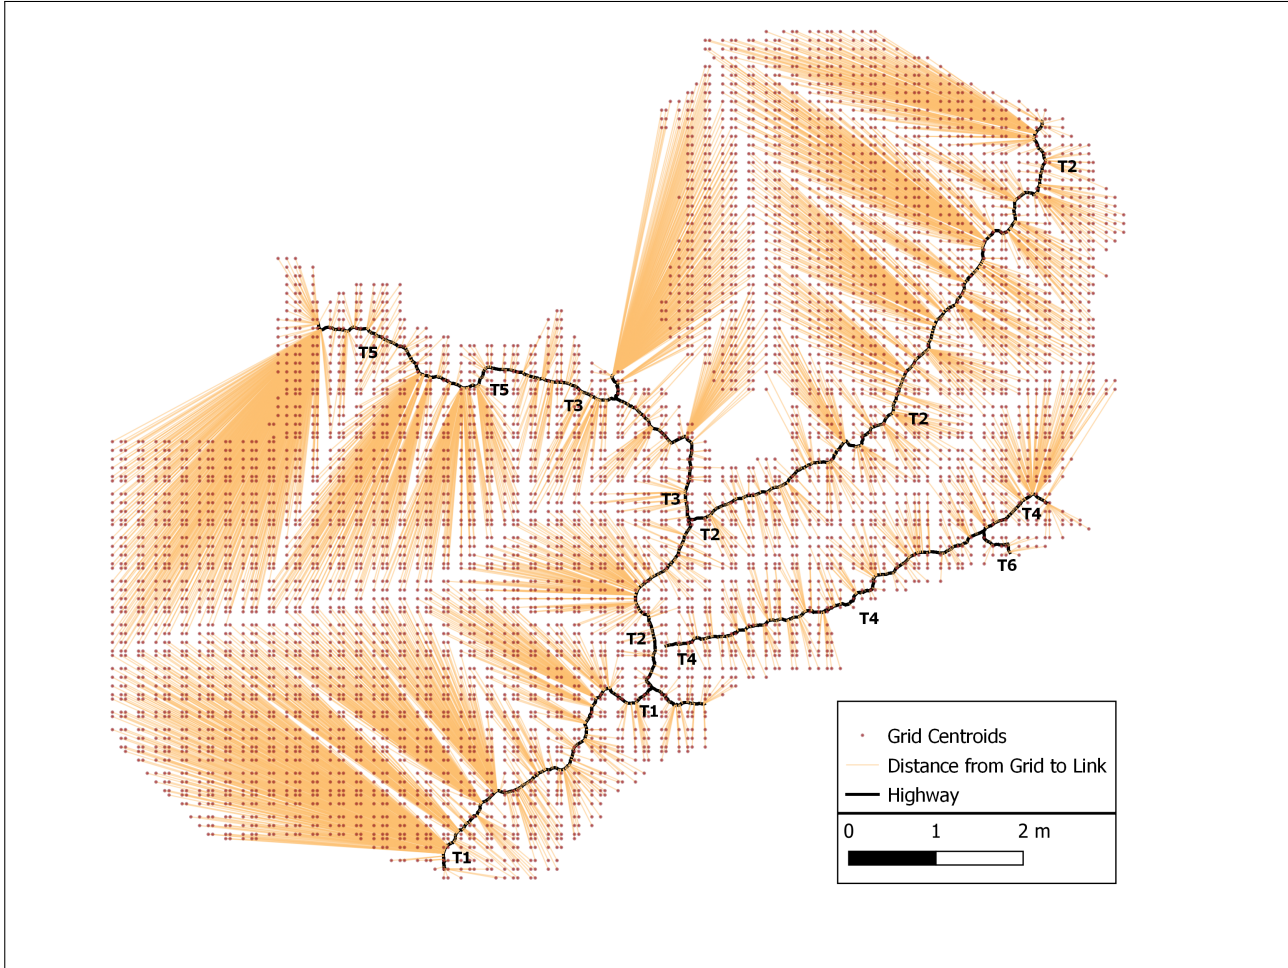 T2
T5
T5
T3
T2
T3
T4
T2
T6
T4
T2
T4
T1
Grid Centroids
Distance from Grid to Link
Highway
0 1 2 m
T1